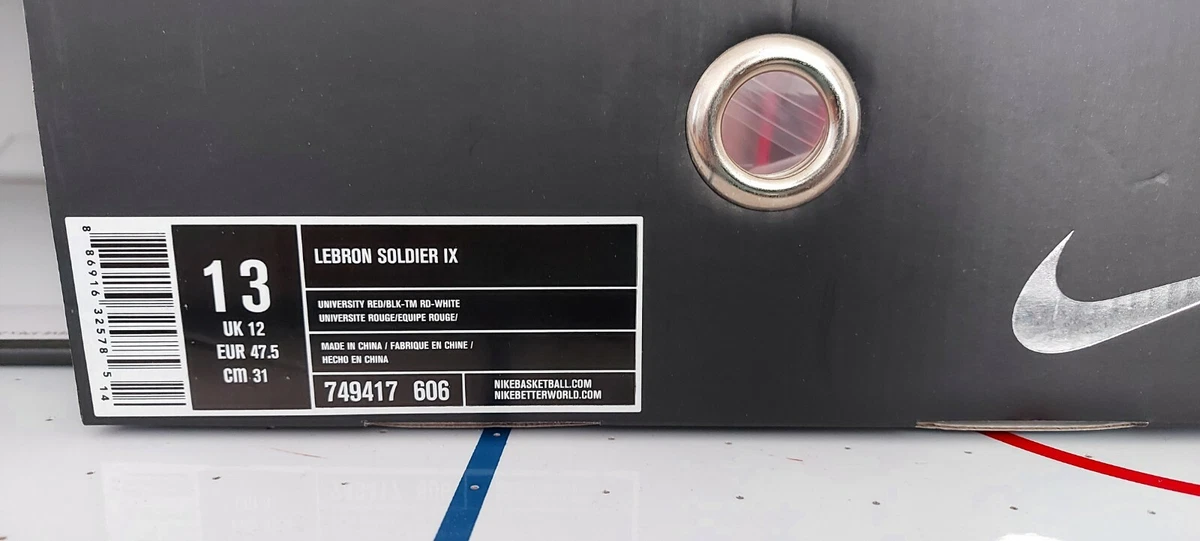 8 86916 32578 5 14
13
UK 12
EUR 47.5
cm 31
LEBRON SOLDIER IX
UNIVERSITY RED/BLK-TM RD-WHITE
UNIVERSITE ROUGE/EQUIPE ROUGE/
MADE IN CHINA / FABRIQUE EN CHINE /
HECHO EN CHINA
749417 606
NIKEBASKETBALL.COM
NIKEBETTERWORLD.COM